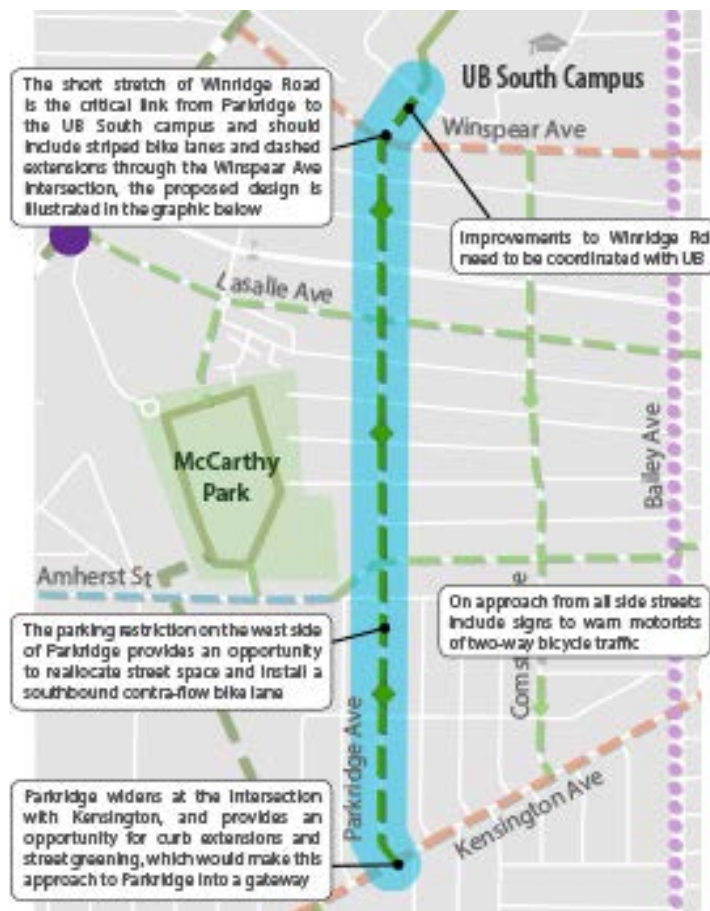 The short stretch of Winridge Road
is the critical link from Parkridge to
the UB South campus and should
include striped bike lanes and dashed
extensions through the Winspear Ave
intersection, the proposed design is
illustrated in the graphic below
UB South Campus
Winspear Ave
Improvements to Winridge Rd
need to be coordinated with UB
Lasalle Ave
McCarthy
Park
Bailey Ave
Amherst St
On approach from all side streets
include signs to warn motorists
of two-way bicycle traffic
The parking restriction on the west side
of Parkridge provides an opportunity
to reallocate street space and install a
southbound contra-flow bike lane
Parkridge Ave
Kensington Ave
Parkridge widens at the intersection
with Kensington, and provides an
opportunity for curb extensions and
street greening, which would make this
approach to Parkridge into a gateway